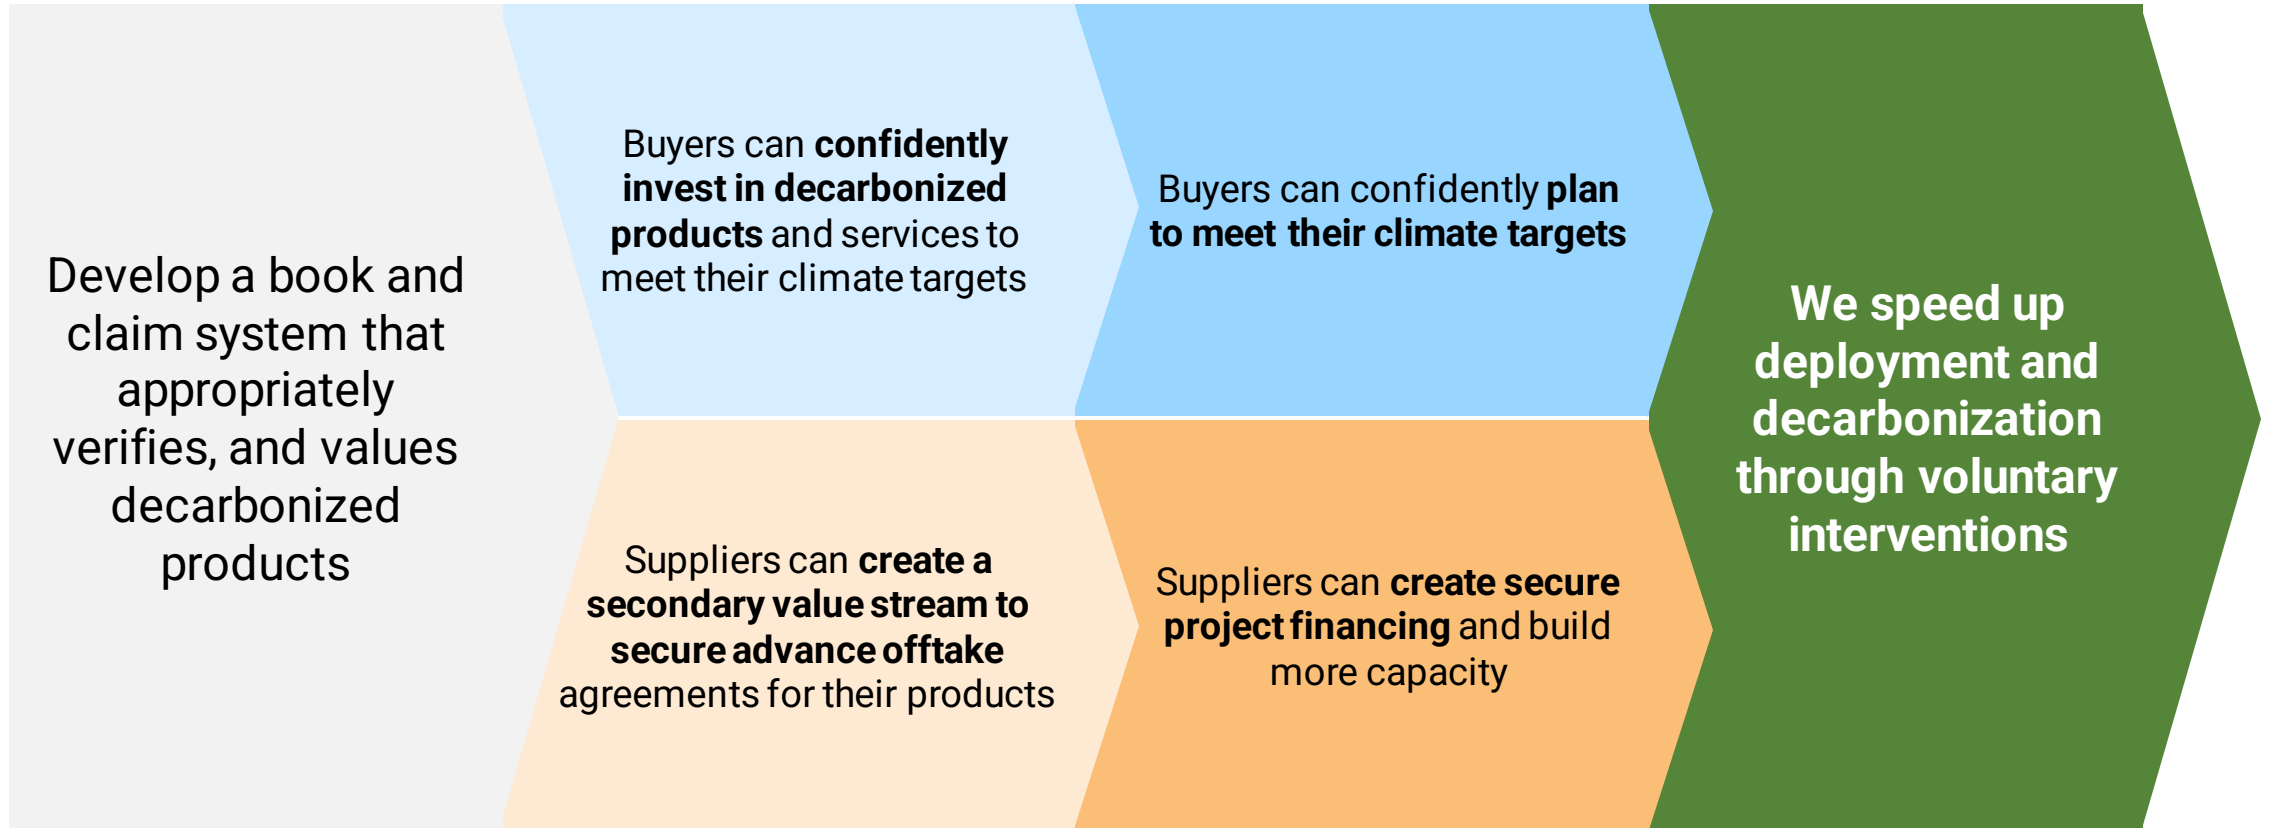 Develop a book and
claim system that
appropriately
verifies, and values
decarbonized
products
Buyers can confidently
invest in decarbonized
products and services to
meet their climate targets
Buyers can confidently plan
to meet their climate targets
Suppliers can create a
secondary value stream to
secure advance offtake
agreements for their products
Suppliers can create secure
project financing and build
more capacity
We speed up
deployment and
decarbonization
through voluntary
interventions